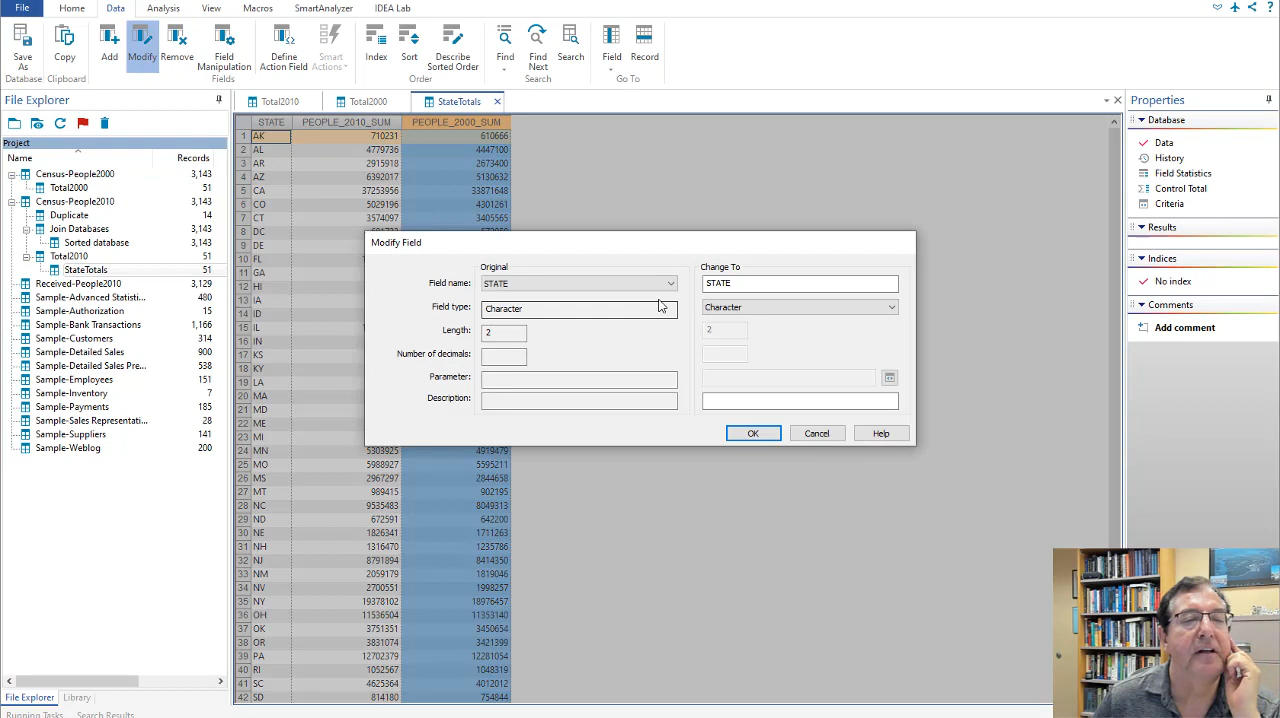 File Home Data Analysis View Macros SmartAnalyzer IDEA Lab
Save As
Copy
Add
Modify
Remove
Field Manipulation
Define Action Field
Smart Actions
Index
Sort
Describe Sorted Order
Find
Find Next
Search
Field
Record
Database Clipboard Fields Order Search Go To
File Explorer
Project
Name Records
Census-People2000 3,143
Total2000 51
Census-People2010 3,143
Duplicate 14
Join Databases 3,143
Sorted database 3,143
Total2010 51
StateTotals 51
Received-People2010 3,129
Sample-Advanced Statisti... 480
Sample-Authorization 315
Sample-Bank Transactions 1,166
Sample-Customers 314
Sample-Detailed Sales 900
Sample-Detailed Sales Pre... 538
Sample-Employees 151
Sample-Inventory 767
Sample-Payments 185
Sample-Sales Representati... 28
Sample-Suppliers 141
Sample-Weblog 200
File Explorer Library
Running Tasks Search Results
Total2010 Total2000 StateTotals
STATE PEOPLE_2010_SUM PEOPLE_2000_SUM
1 AK 710231 610666
2 AL 4779736 4447100
3 AR 2915918 2673400
4 AZ 6392017 5130632
5 CA 37253956 33871648
6 CO 5029196 4301261
7 CT 3574097 3405565
8 DC
9 DE
10 FL
11 GA
12 HI
13 IA
14 ID
15 IL
16 IN
17 KS
18 KY
19 LA
20 MA
21 MD
22 ME
23 MI
24 MN 5303925 4919479
25 MO 5988927 5595211
26 MS 2967297 2844658
27 MT 989415 902195
28 NC 9535483 8049313
29 ND 672591 642200
30 NE 1826341 1711263
31 NH 1316470 1235786
32 NJ 8791894 8414350
33 NM 2059179 1819046
34 NV 2700551 1998257
35 NY 19378102 18976457
36 OH 11536504 11353140
37 OK 3751351 3450654
38 OR 3831074 3421399
39 PA 12702379 12281054
40 RI 1052567 1048319
41 SC 4625364 4012012
42 SD 814180 754844
Modify Field
Original Change To
Field name: STATE STATE
Field type: Character Character
Length: 2 2
Number of decimals:
Parameter:
Description:
OK Cancel Help
Properties
Database
Data
History
Field Statistics
Control Total
Criteria
Results
Indices
No index
Comments
Add comment